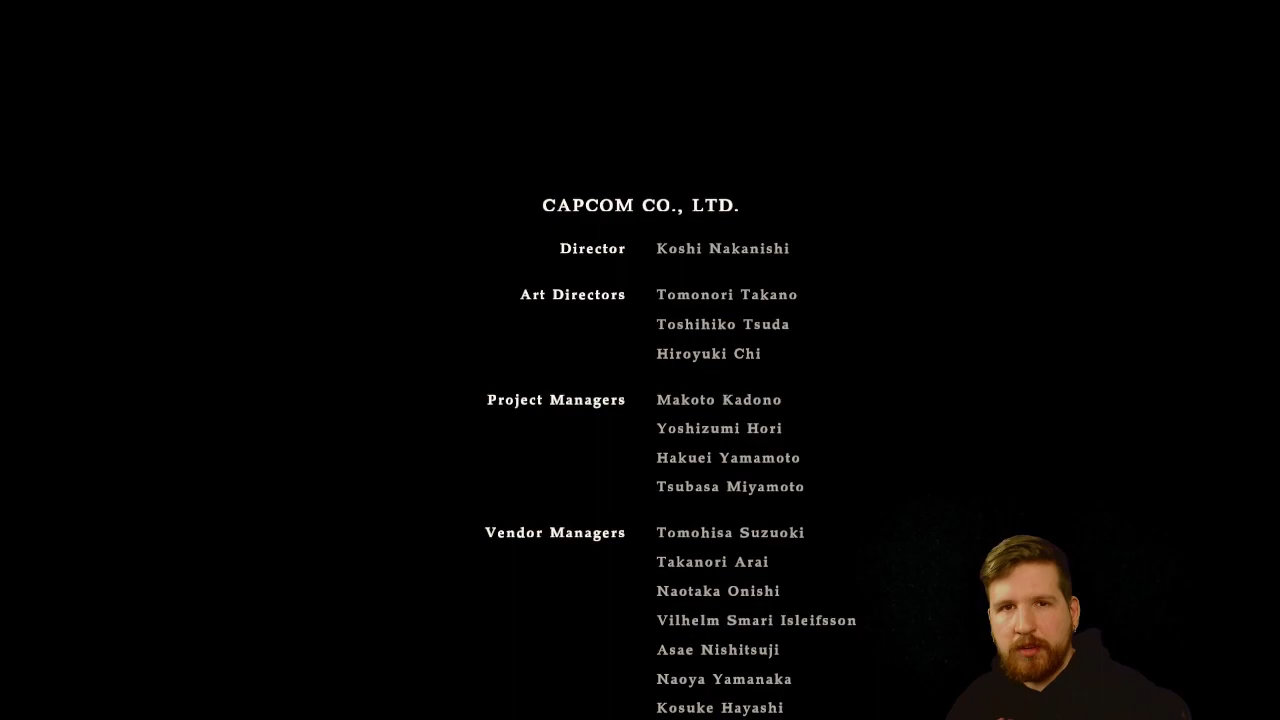 CAPCOM CO., LTD.
Director Koshi Nakanishi
Art Directors Tomonori Takano
Toshihiko Tsuda
Hiroyuki Chi
Project Managers Makoto Kadono
Yoshizumi Hori
Hakuei Yamamoto
Tsubasa Miyamoto
Vendor Managers Tomohisa Suzuoki
Takanori Arai
Naotaka Onishi
Vilhelm Smari Isleifsson
Asae Nishitsuji
Naoya Yamanaka
Kosuke Hayashi